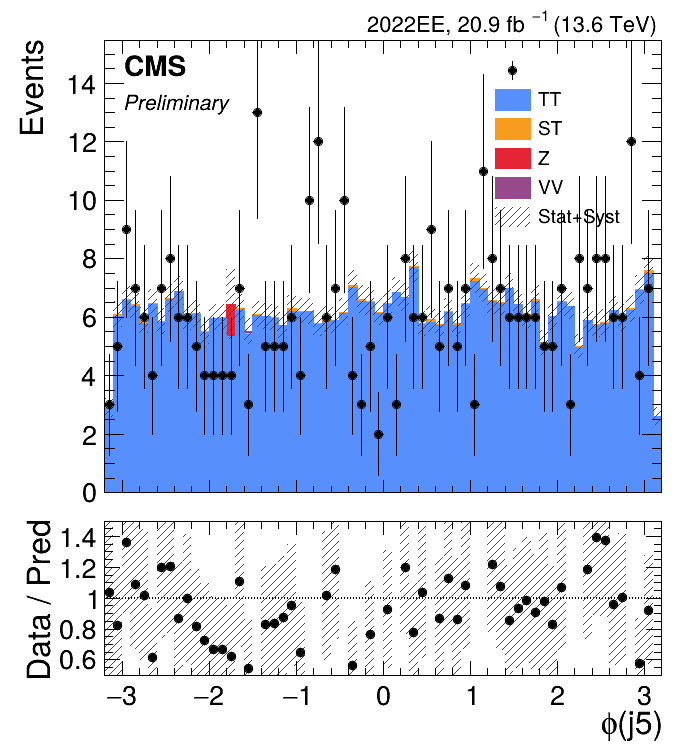 2022EE, 20.9 fb⁻¹ (13.6 TeV)
CMS
Preliminary
Events
14
12
10
8
6
4
2
0
TT
ST
Z
VV
Stat+Syst
Data / Pred
1.4
1.2
1
0.8
0.6
−3 −2 −1 0 1 2 3
ϕ(j5)